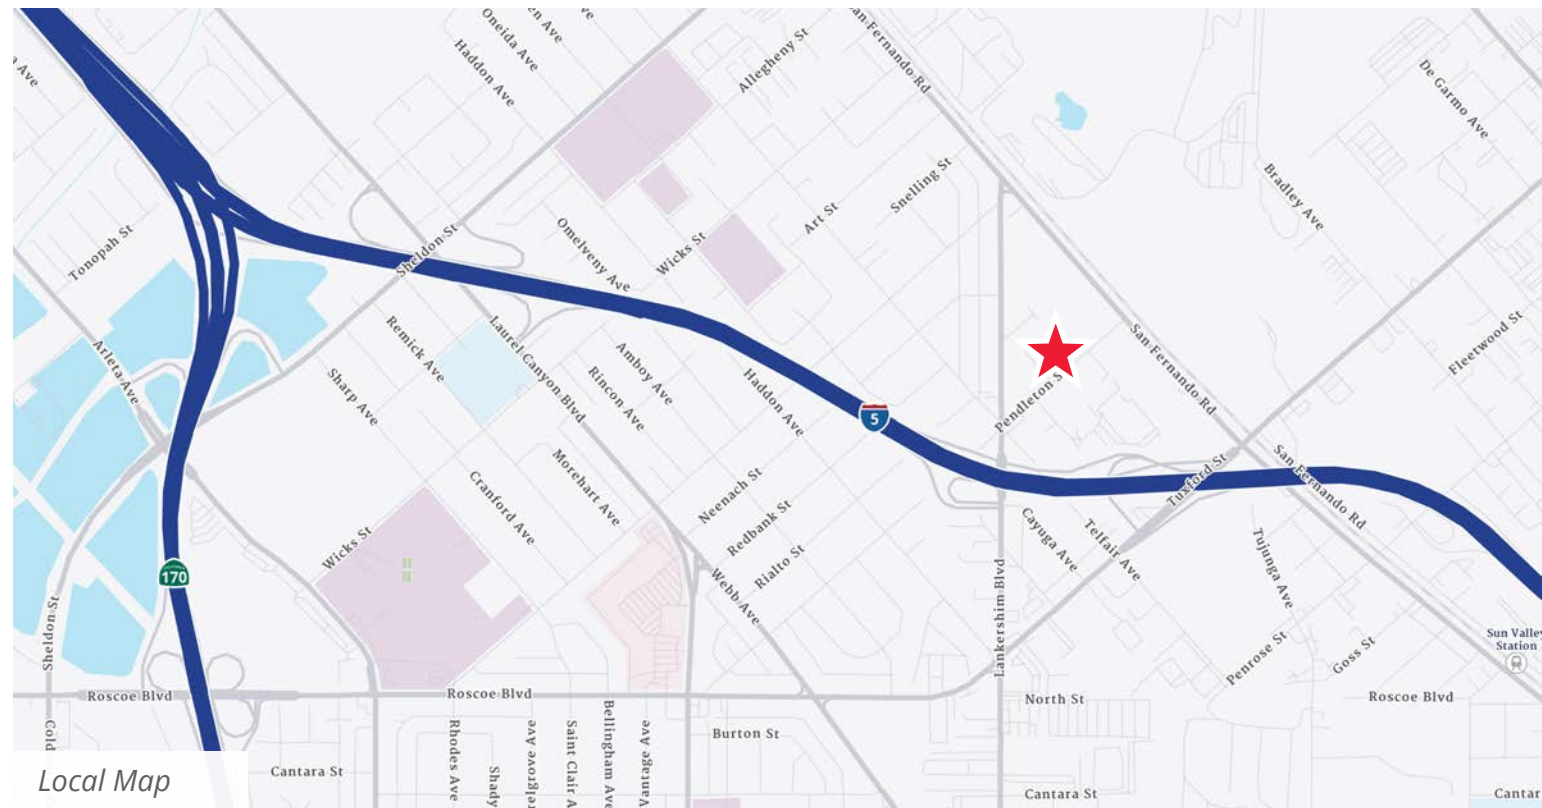 Oneida Ave
Haddon Ave
Ave
Allegheny St
San Fernando Rd
De Garmo Ave
Bradley Ave
Snelling St
Art St
Wicks St
Omelveny Ave
Sheldon St
Tonopah St
Arleta Ave
Remick Ave
Sharp Ave
Laurel Canyon Blvd
Amboy Ave
Rincon Ave
Haddon Ave
5
Pendleton S
San Fernando Rd
Fleetwood St
Tuxford St
San Fernando Rd
Morehart Ave
Cranford Ave
Neenach St
Redbank St
Rialto St
Webb Ave
Wicks St
170
Sheldon St
Cayuga Ave
Telfair Ave
Tujunga Ave
Lankershim Blvd
Penrose St
Goss St
Sun Valley
Station
Roscoe Blvd
Roscoe Blvd
North St
Roscoe Blvd
Cold
Rhodes Ave
Shady
relgrove Ave
Saint Clair A
Bellingham Ave
Vantage Ave
Burton St
Cantara St
Cantara St
Cantar
Local Map